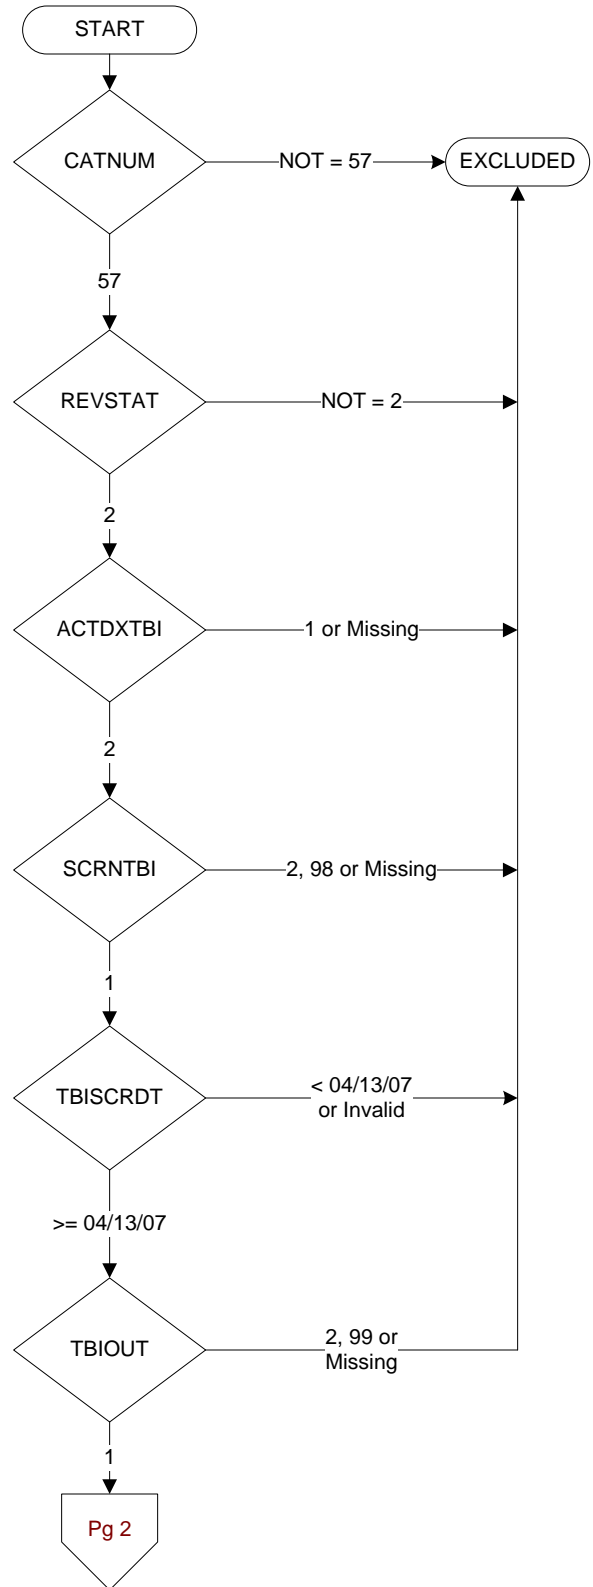 START
CATNUM
NOT = 57
EXCLUDED
57
REVSTAT
NOT = 2
2
ACTDXTBI
1 or Missing
2
SCRNTBI
2, 98 or Missing
1
TBISCRDT
< 04/13/07
or Invalid
>= 04/13/07
TBIOUT
2, 99 or
Missing
1
Pg 2